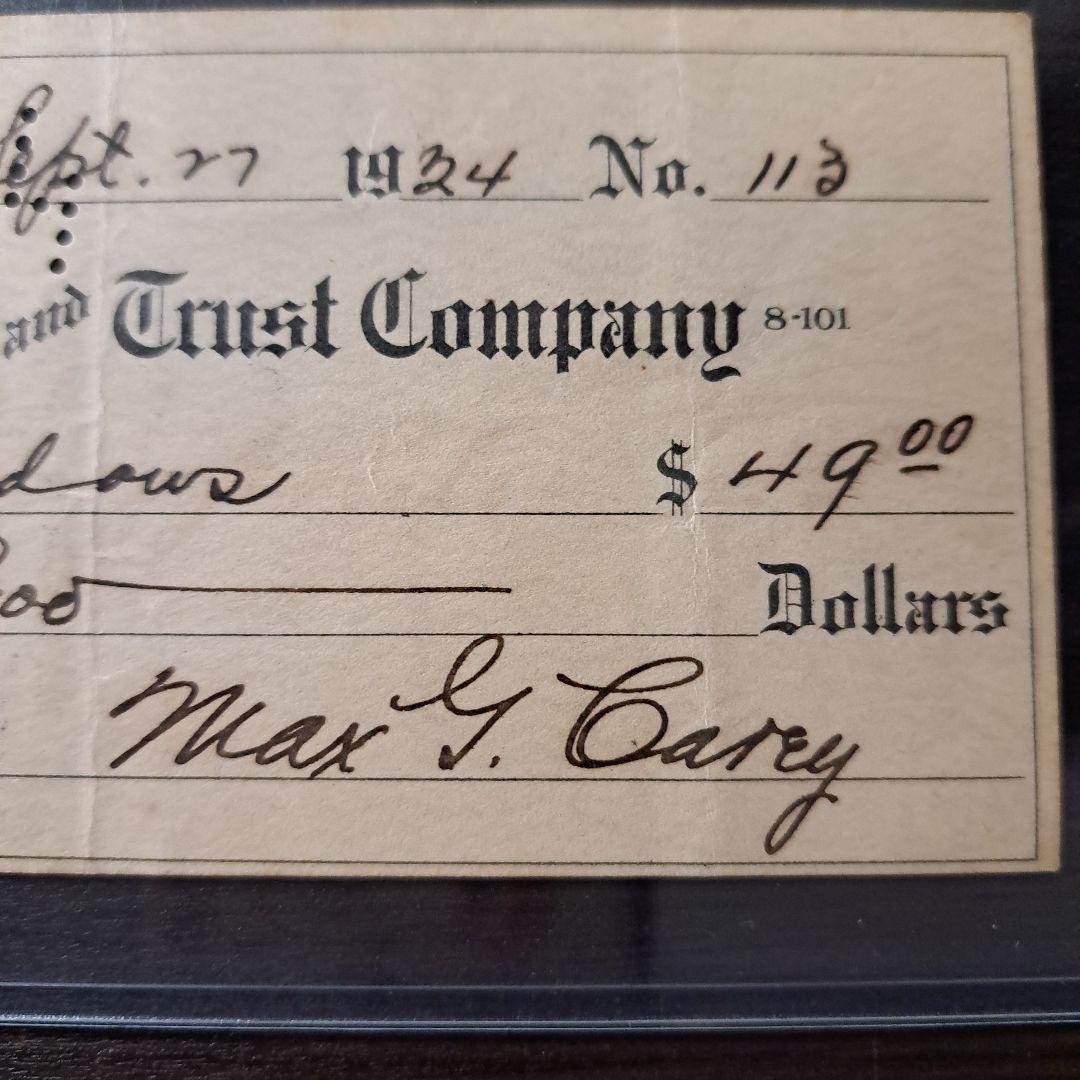 Sept. 27 1924 No. 113
and Trust Company 8-101
dows $ 49 00
Dollars
Max G. Carey